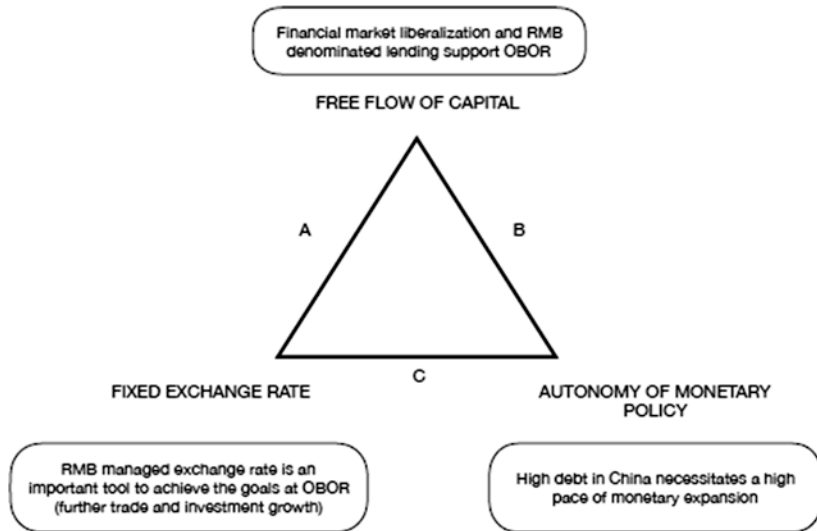 Financial market liberalization and RMB
denominated lending support OBOR
FREE FLOW OF CAPITAL
A
B
C
FIXED EXCHANGE RATE
AUTONOMY OF MONETARY
POLICY
RMB managed exchange rate is an
important tool to achieve the goals at OBOR
(further trade and investment growth)
High debt in China necessitates a high
pace of monetary expansion